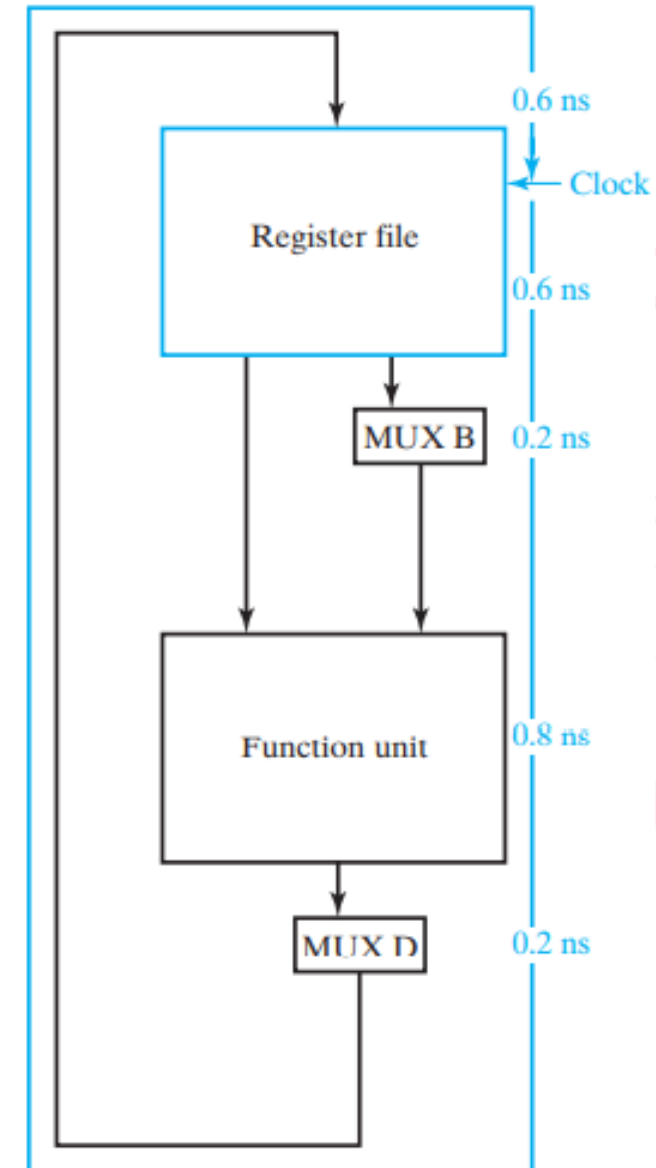 0.6 ns
Clock
Register file
0.6 ns
MUX B
0.2 ns
Function unit
0.8 ns
MUX D
0.2 ns